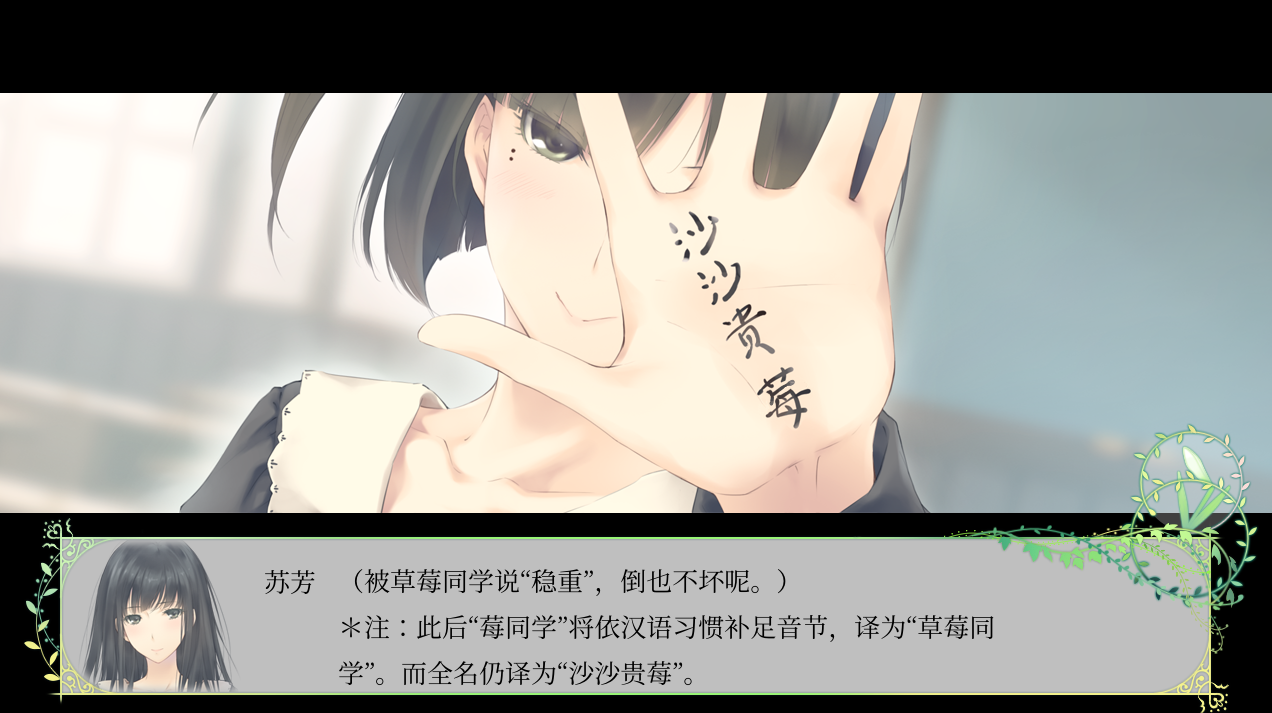 沙沙贵莓
苏芳 （被草莓同学说“稳重”，倒也不坏呢。）
＊注：此后“莓同学”将依汉语习惯补足音节，译为“草莓同
学”。而全名仍译为“沙沙贵莓”。